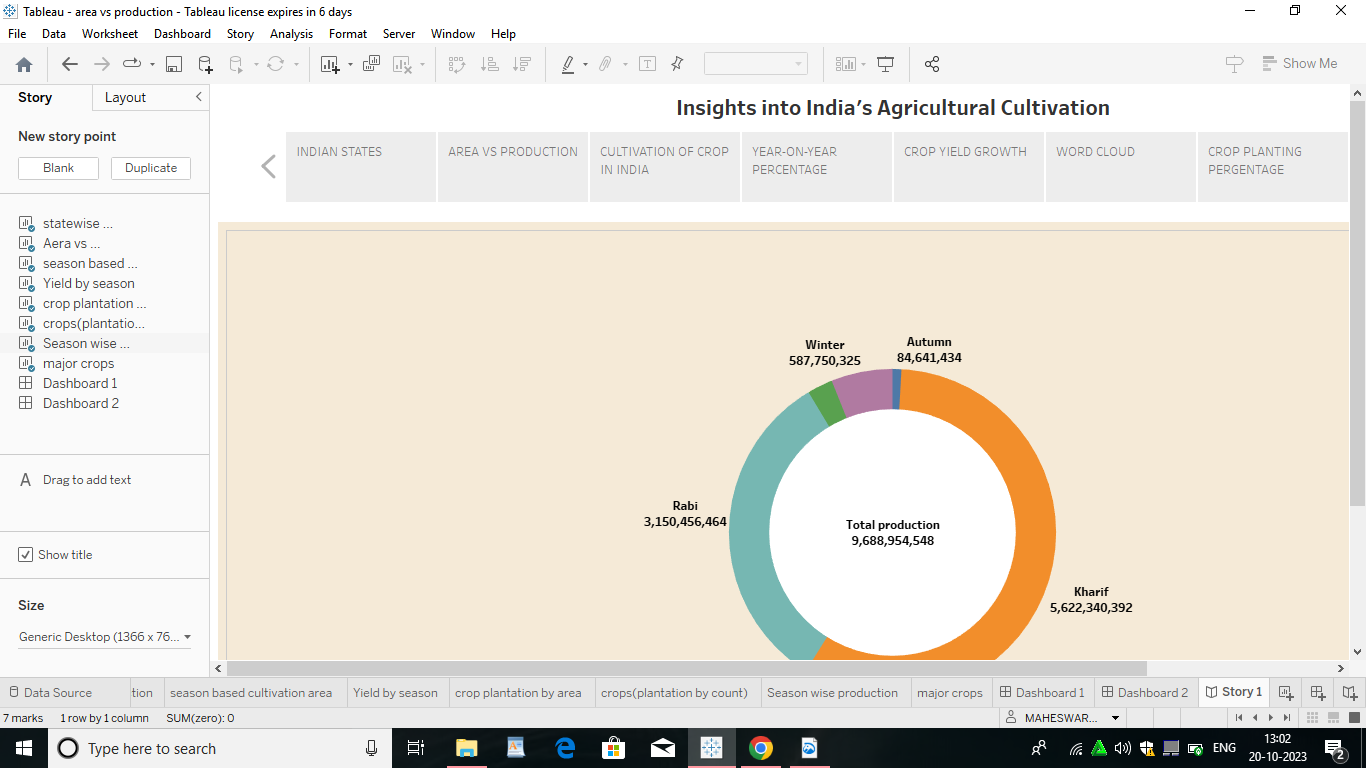 Tableau - area vs production - Tableau license expires in 6 days
File Data Worksheet Dashboard Story Analysis Format Server Window Help
Show Me
Story Layout
New story point
Blank Duplicate
statewise ...
Aera vs ...
season based ...
Yield by season
crop plantation ...
crops(plantatio...
Season wise ...
major crops
Dashboard 1
Dashboard 2
A Drag to add text
Show title
Size
Generic Desktop (1366 x 76...
Insights into India’s Agricultural Cultivation
INDIAN STATES
AREA VS PRODUCTION
CULTIVATION OF CROP
IN INDIA
YEAR-ON-YEAR
PERCENTAGE
CROP YIELD GROWTH
WORD CLOUD
CROP PLANTING
PERGENTAGE
Winter
587,750,325
Autumn
84,641,434
Rabi
3,150,456,464
Total production
9,688,954,548
Kharif
5,622,340,392
Data Source tion season based cultivation area Yield by season crop plantation by area crops(plantation by count) Season wise production major crops Dashboard 1 Dashboard 2 Story 1
7 marks 1 row by 1 column SUM(zero): 0 MAHESWAR...
Type here to search
ENG
13:02
20-10-2023
2